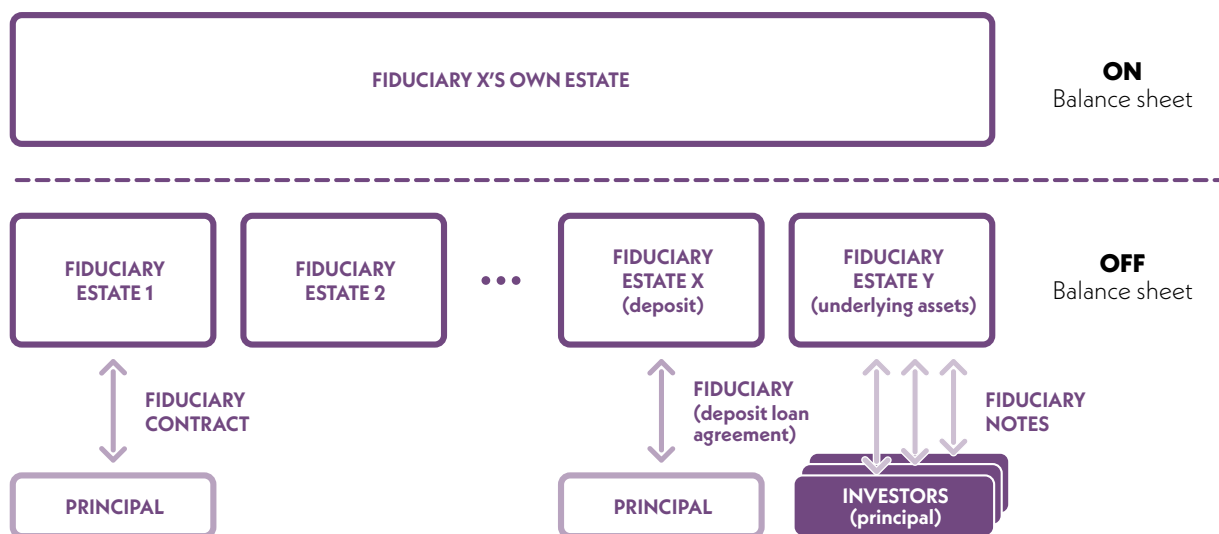 FIDUCIARY X'S OWN ESTATE
ON
Balance sheet
FIDUCIARY
ESTATE 1
FIDUCIARY
ESTATE 2
•••
FIDUCIARY
ESTATE X
(deposit)
FIDUCIARY
ESTATE Y
(underlying assets)
OFF
Balance sheet
FIDUCIARY
CONTRACT
FIDUCIARY
(deposit loan
agreement)
FIDUCIARY
NOTES
PRINCIPAL
PRINCIPAL
INVESTORS
(principal)